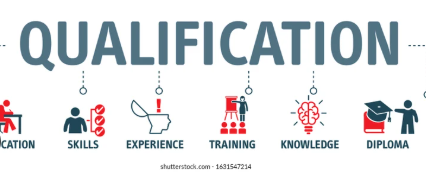 QUALIFICATION
CATION SKILLS EXPERIENCE TRAINING KNOWLEDGE DIPLOMA
shutterstock.com · 1631547214